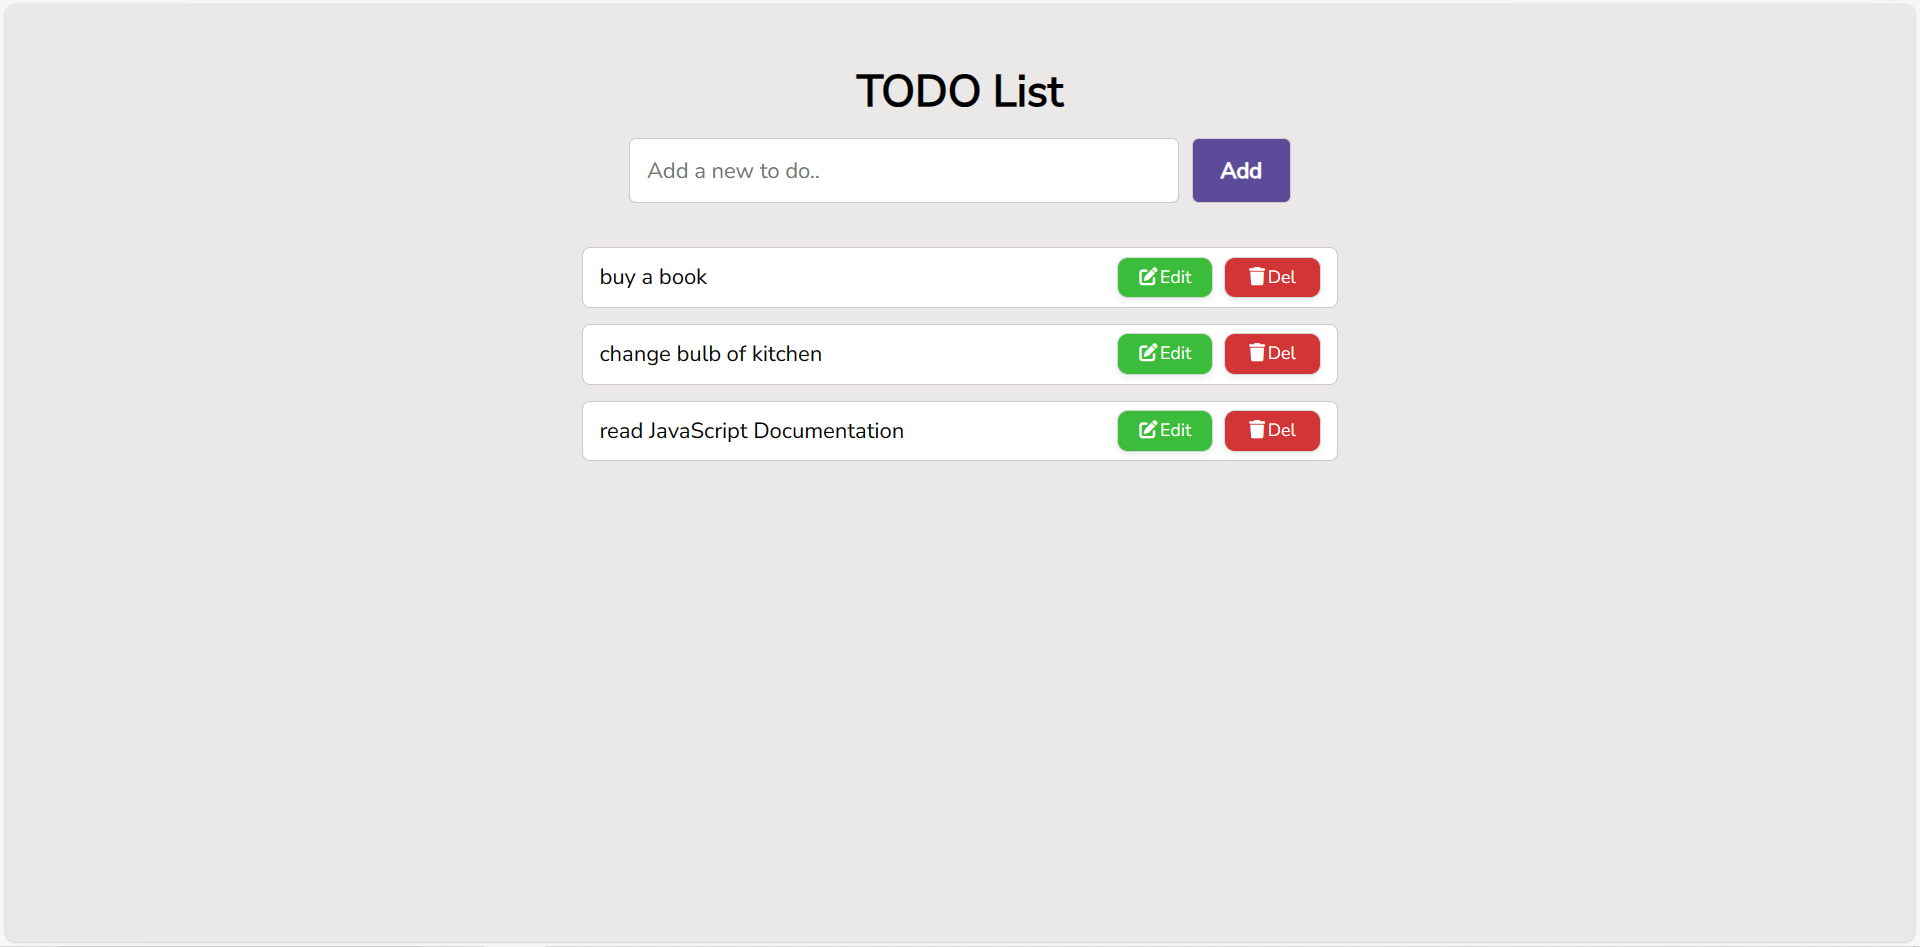 TODO List
Add a new to do.. Add
buy a book Edit Del
change bulb of kitchen Edit Del
read JavaScript Documentation Edit Del